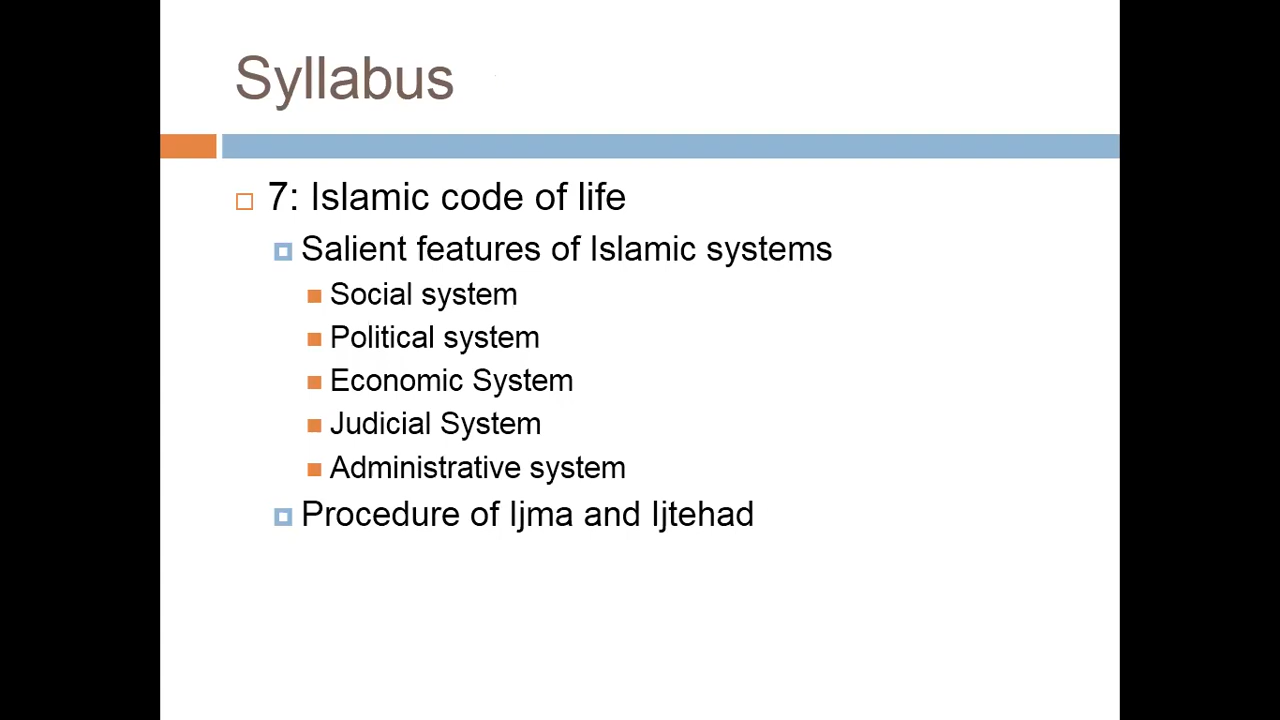 Syllabus
7: Islamic code of life
Salient features of Islamic systems
Social system
Political system
Economic System
Judicial System
Administrative system
Procedure of Ijma and Ijtehad